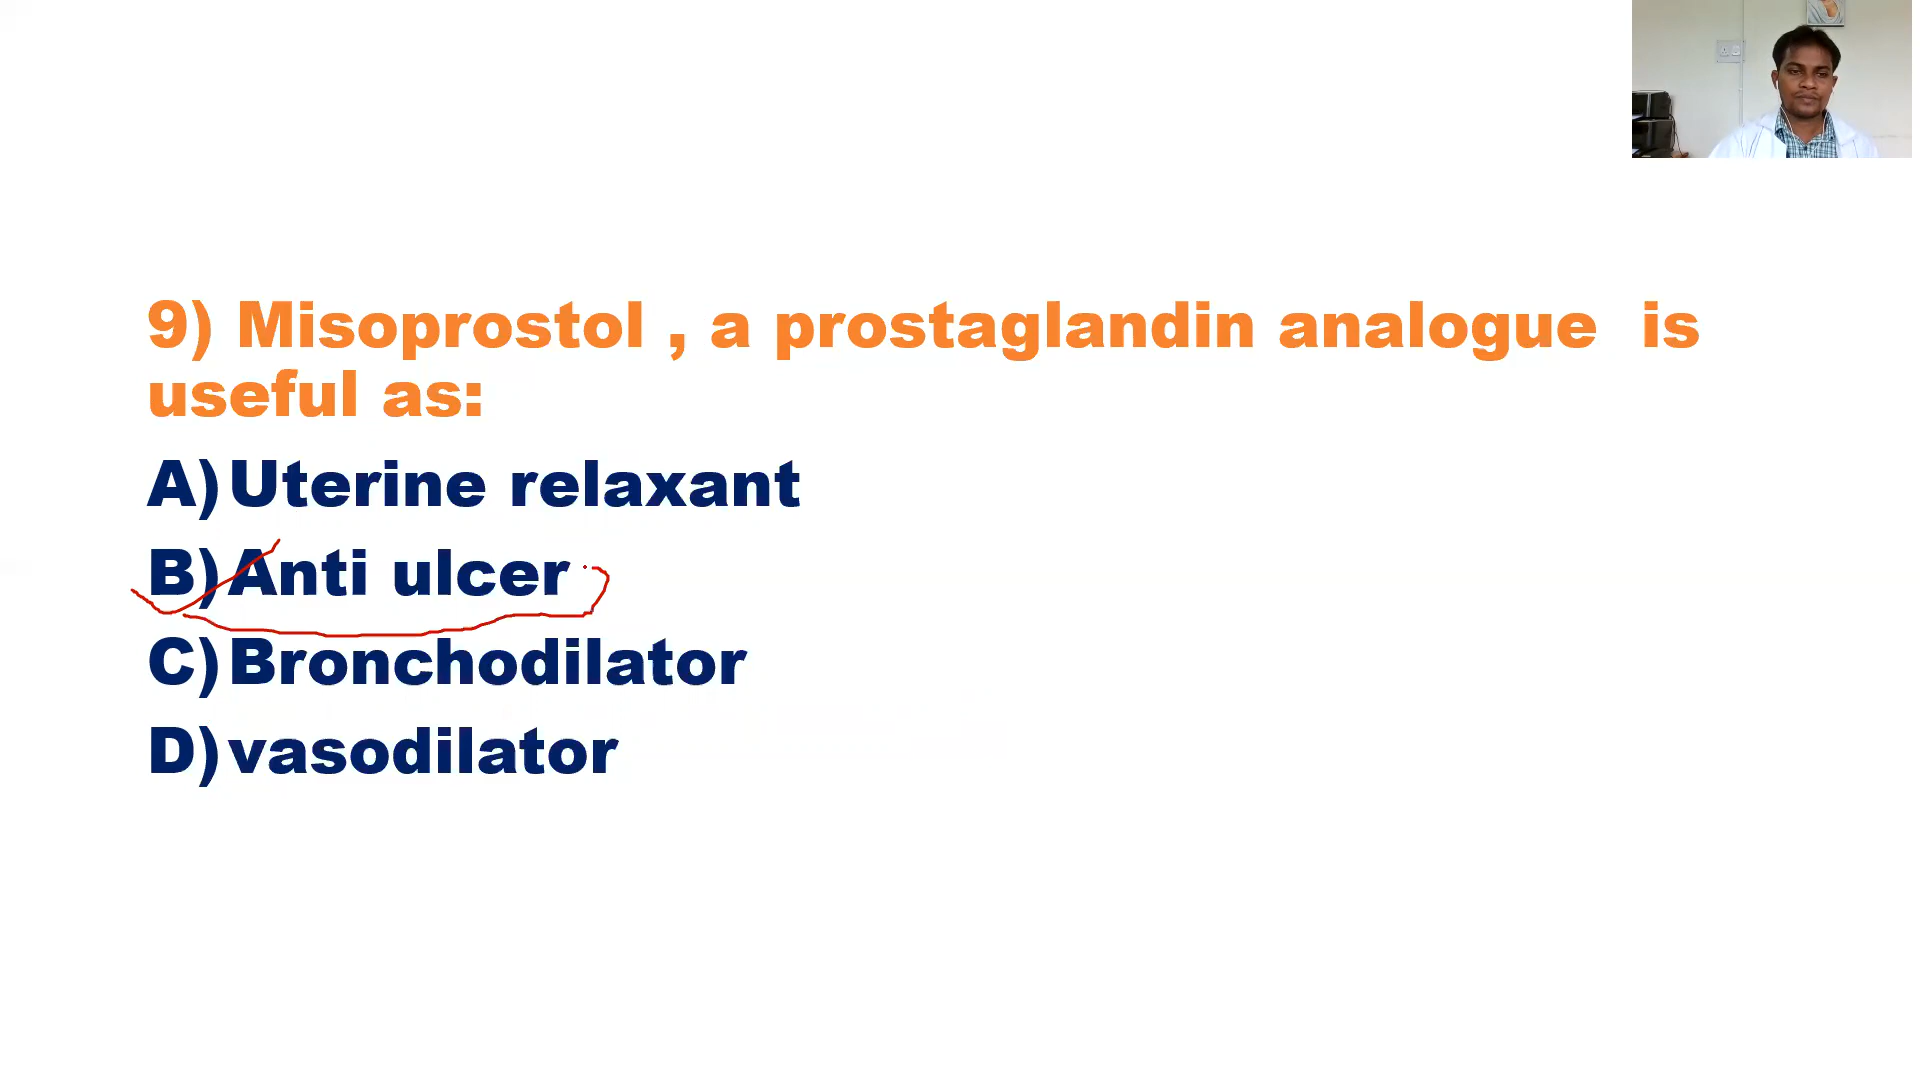 9) Misoprostol , a prostaglandin analogue  is
useful as:
A) Uterine relaxant
B) Anti ulcer
C) Bronchodilator
D) vasodilator